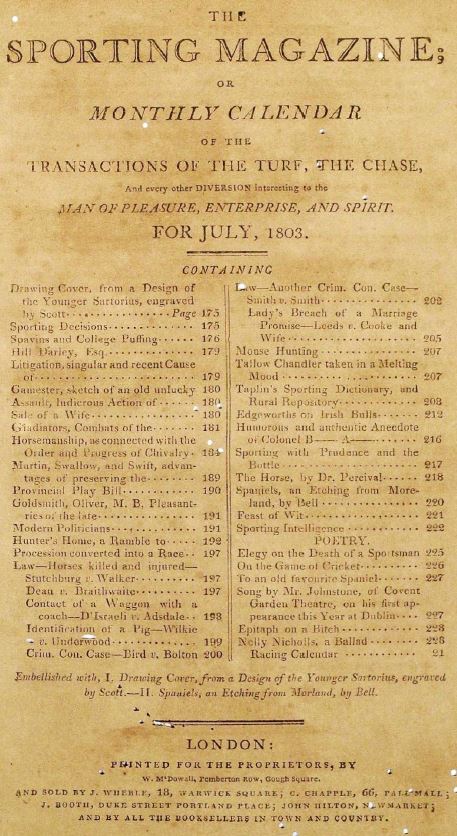 THE
SPORTING MAGAZINE;
OR
MONTHLY CALENDAR
OF THE
TRANSACTIONS OF THE TURF, THE CHASE,
And every other DIVERSION interesting to the
MAN OF PLEASURE, ENTERPRISE, AND SPIRIT.
FOR JULY, 1803.
CONTAINING
Drawing Cover, from a Design of
the Younger Sartorius, engraved
by Scott Page 175
Sporting Decisions 175
Spavins and College Puffing 176
Hill Darley, Esq. 179
Litigation, singular and recent Cause
of 179
Gamester, sketch of an old unlucky 180
Assault, ludicrous Action of 180
Sale of a Wife 180
Gladiators, Combats of the 181
Horsemanship, as connected with the
Order and Progress of Chivalry 184
Martin, Swallow, and Swift, advan-
tages of preserving the 189
Provincial Play Bill 190
Goldsmith, Oliver, M. B. Pleasant-
ries of the late 191
Modern Politicians 191
Hunter's Home, a Ramble to 192
Procession converted into a Race 197
Law—Horses killed and injured—
Stutchburg v. Walker 197
Dean v. Braithwaite 197
Contact of a Waggon with a
coach—D'Israeli v. Adsdale 198
Identification of a Pig—Wilkie
v. Underwood 199
Crim. Con. Case—Bird v. Bolton 200
Law—Another Crim. Con. Case—
Smith v. Smith 202
Lady's Breach of a Marriage
Promise—Leeds v. Cooke and
Wife 205
Mouse Hunting 207
Tallow Chandler taken in a Melting
Mood 207
Taplin's Sporting Dictionary, and
Rural Repository 208
Edgeworths on Irish Bulls 212
Humorous and authentic Anecdote
of Colonel B—— A—— 216
Sporting with Prudence and the
Bottle 217
The Horse, by Dr. Percival 218
Spaniels, an Etching from More-
land, by Bell 220
Feast of Wit 221
Sporting Intelligence 222
POETRY.
Elegy on the Death of a Sportsman 225
On the Game of Cricket 226
To an old favourite Spaniel 227
Song by Mr. Johnstone, of Covent
Garden Theatre, on his first ap-
pearance this Year at Dublin 227
Epitaph on a Bitch 228
Nelly Nicholls, a Ballad 228
Racing Calendar 21
Embellished with, I. Drawing Cover, from a Design of the Younger Sartorius, engraved
by Scott.—II. Spaniels, an Etching from Morland, by Bell.
LONDON:
PRINTED FOR THE PROPRIETORS, BY
W. McDowall, Pemberton Row, Gough Square.
AND SOLD BY J. WHEBLE, 18, WARWICK SQUARE; C. CHAPPLE, 66, PALL MALL;
J. BOOTH, DUKE STREET PORTLAND PLACE; JOHN HILTON, NEWMARKET;
AND BY ALL THE BOOKSELLERS IN TOWN AND COUNTRY.